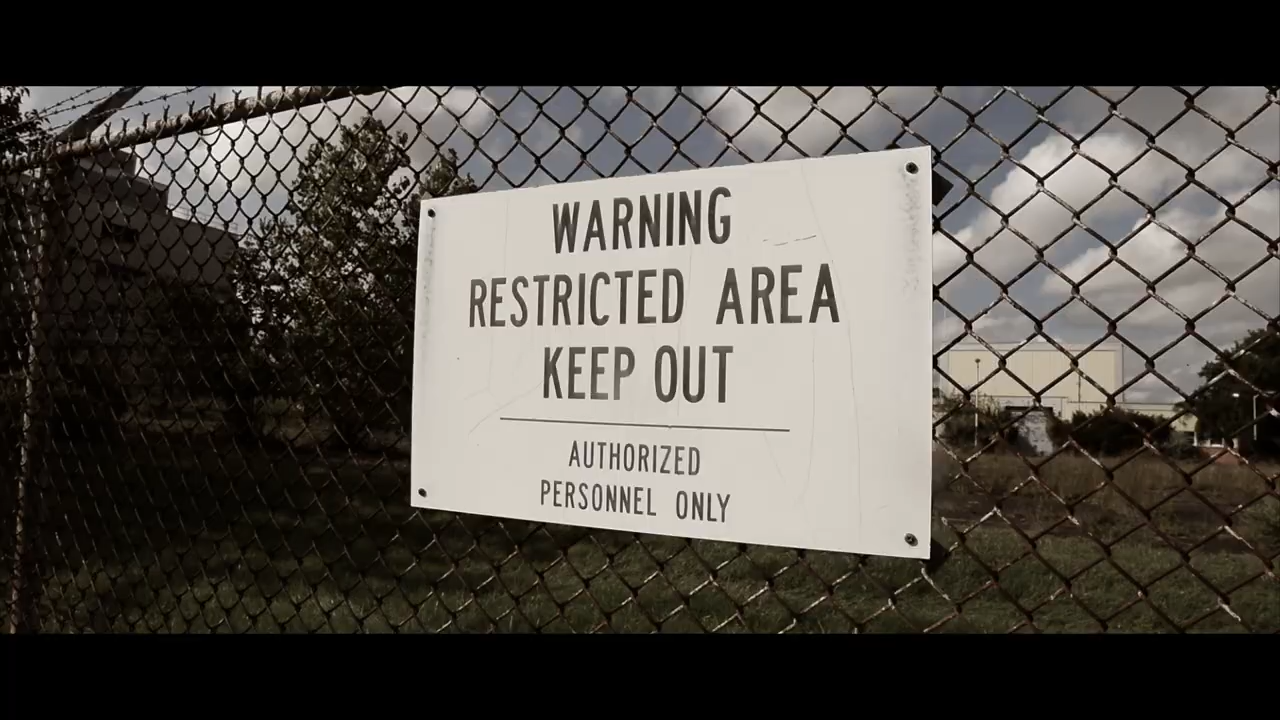 WARNING
RESTRICTED AREA
KEEP OUT
AUTHORIZED
PERSONNEL ONLY